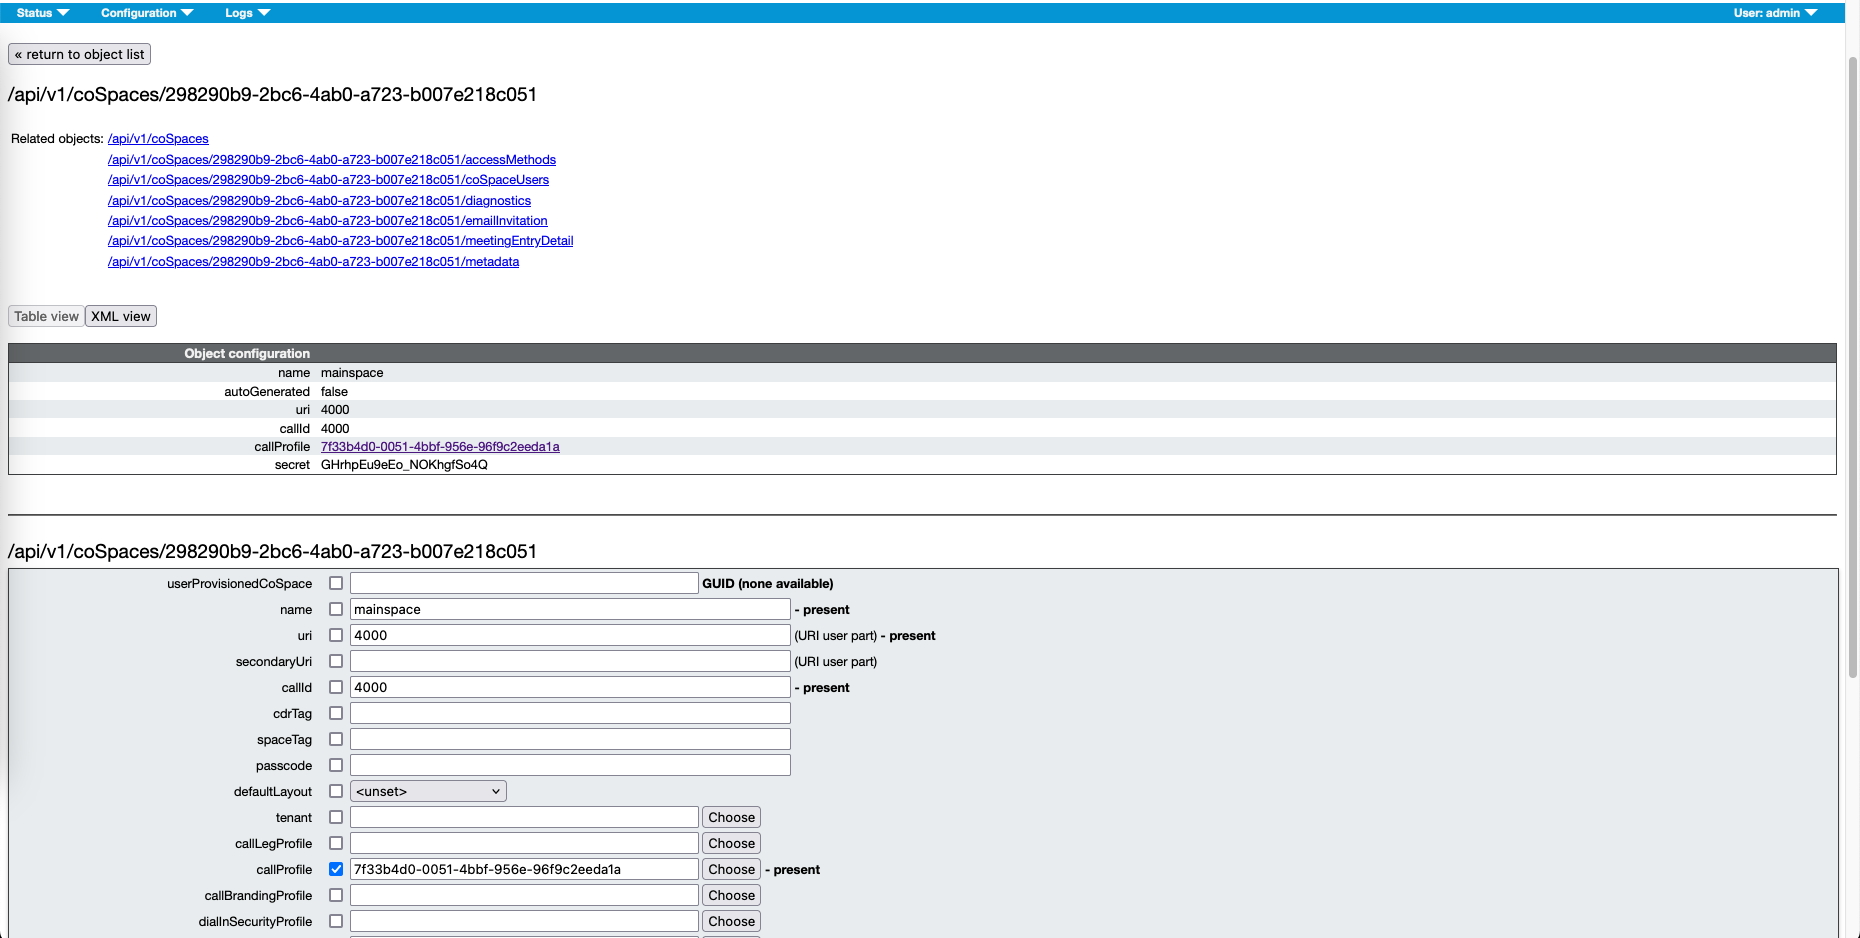 Status Configuration Logs User: admin
« return to object list
/api/v1/coSpaces/298290b9-2bc6-4ab0-a723-b007e218c051
Related objects: /api/v1/coSpaces
/api/v1/coSpaces/298290b9-2bc6-4ab0-a723-b007e218c051/accessMethods
/api/v1/coSpaces/298290b9-2bc6-4ab0-a723-b007e218c051/coSpaceUsers
/api/v1/coSpaces/298290b9-2bc6-4ab0-a723-b007e218c051/diagnostics
/api/v1/coSpaces/298290b9-2bc6-4ab0-a723-b007e218c051/emailInvitation
/api/v1/coSpaces/298290b9-2bc6-4ab0-a723-b007e218c051/meetingEntryDetail
/api/v1/coSpaces/298290b9-2bc6-4ab0-a723-b007e218c051/metadata
Table view XML view
Object configuration
name mainspace
autoGenerated false
uri 4000
callId 4000
callProfile 7f33b4d0-0051-4bbf-956e-96f9c2eeda1a
secret GHrhpEu9eEo_NOKhgfSo4Q
/api/v1/coSpaces/298290b9-2bc6-4ab0-a723-b007e218c051
userProvisionedCoSpace GUID (none available)
name mainspace - present
uri 4000 (URI user part) - present
secondaryUri (URI user part)
callId 4000 - present
cdrTag
spaceTag
passcode
defaultLayout <unset>
tenant Choose
callLegProfile Choose
callProfile 7f33b4d0-0051-4bbf-956e-96f9c2eeda1a Choose - present
callBrandingProfile Choose
dialInSecurityProfile Choose